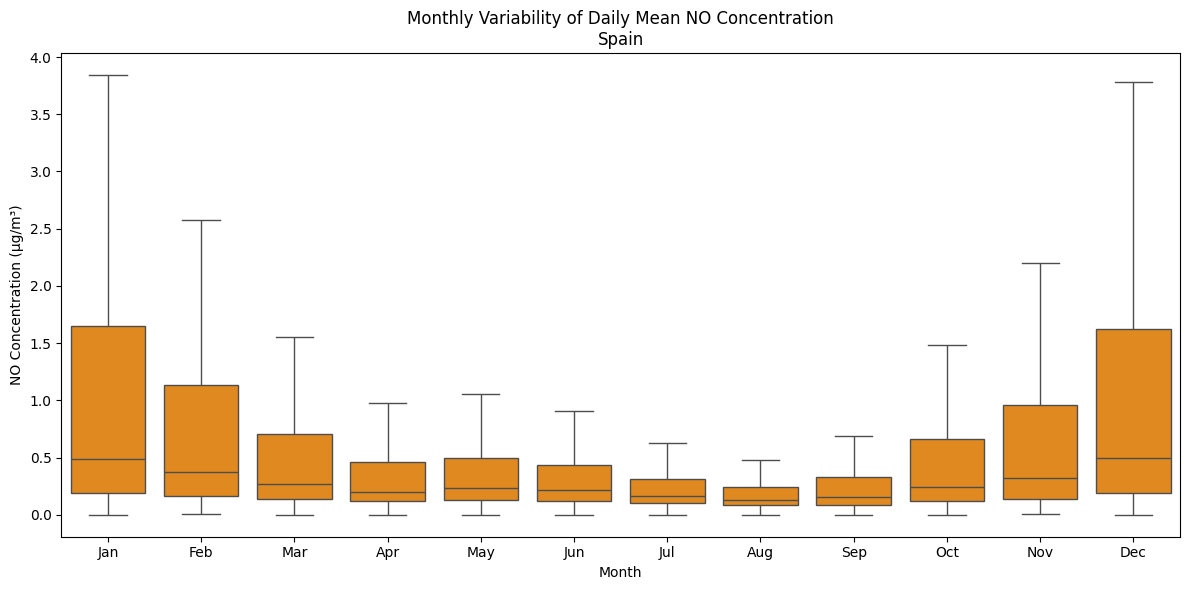 Monthly Variability of Daily Mean NO Concentration
Spain
NO Concentration (µg/m³)
4.0
3.5
3.0
2.5
2.0
1.5
1.0
0.5
0.0
Jan Feb Mar Apr May Jun Jul Aug Sep Oct Nov Dec
Month